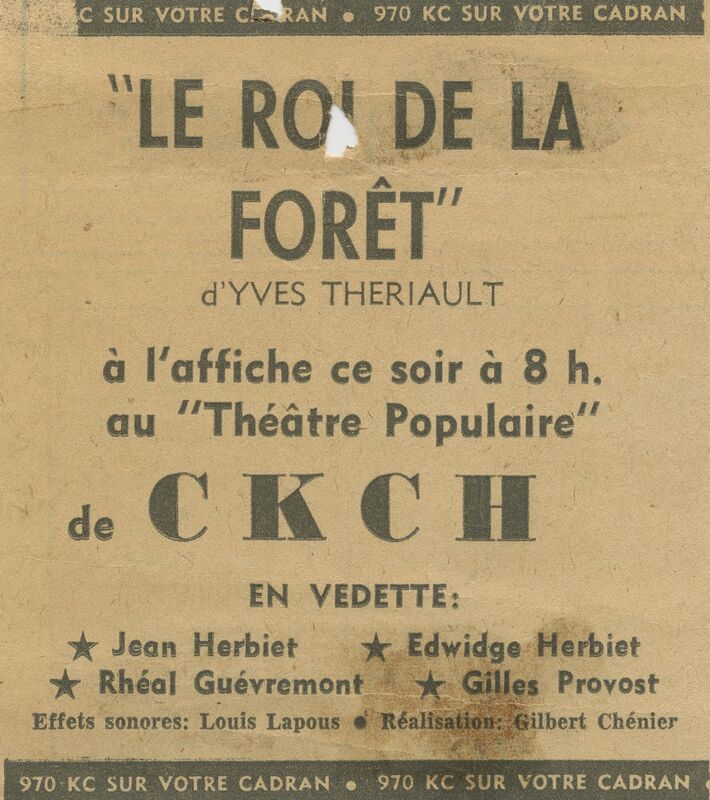 KC SUR VOTRE CADRAN • 970 KC SUR VOTRE CADRAN
"LE ROI DE LA
FORÊT"
d'YVES THERIAULT
à l'affiche ce soir à 8 h.
au "Théâtre Populaire"
de CKCH
EN VEDETTE:
★ Jean Herbiet ★ Edwidge Herbiet
★ Rhéal Guévremont ★ Gilles Provost
Effets sonores: Louis Lapous • Réalisation: Gilbert Chénier
970 KC SUR VOTRE CADRAN • 970 KC SUR VOTRE CADRAN